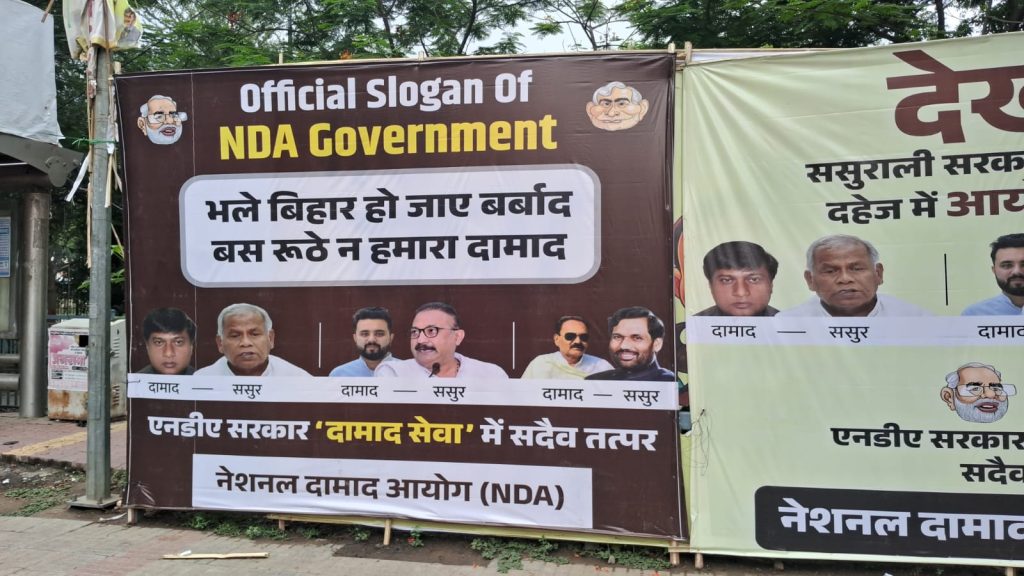 Official Slogan Of
NDA Government
भले बिहार हो जाए बर्बाद
बस रूठे न हमारा दामाद
दामाद — ससुर
दामाद — ससुर
दामाद — ससुर
एनडीए सरकार 'दामाद सेवा' में सदैव तत्पर
नेशनल दामाद आयोग (NDA)
ससुराली सरक
दहेज में आय
दामाद — ससुर
दामाद
एनडीए सरकार
सदैव
नेशनल दामाद